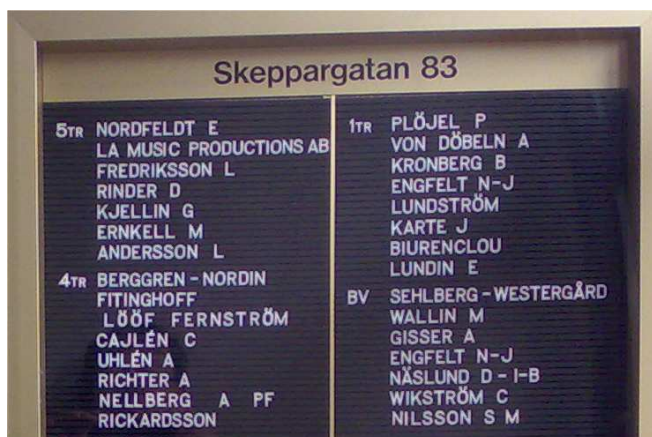 Skeppargatan 83
5TR NORDFELDT E
LA MUSIC PRODUCTIONS AB
FREDRIKSSON L
RINDER D
KJELLIN G
ERNKELL M
ANDERSSON L
4TR BERGGREN-NORDIN
FITINGHOFF
LÖÖF FERNSTRÖM
CAJLÉN C
UHLÉN A
RICHTER A
NELLBERG A PF
RICKARDSSON
1TR PLÖJEL P
VON DÖBELN A
KRONBERG B
ENGFELT N-J
LUNDSTRÖM
KARTE J
BIURENCLOU
LUNDIN E
BV SEHLBERG-WESTERGÅRD
WALLIN M
GISSER A
ENGFELT N-J
NÄSLUND D-I-B
WIKSTRÖM C
NILSSON S M